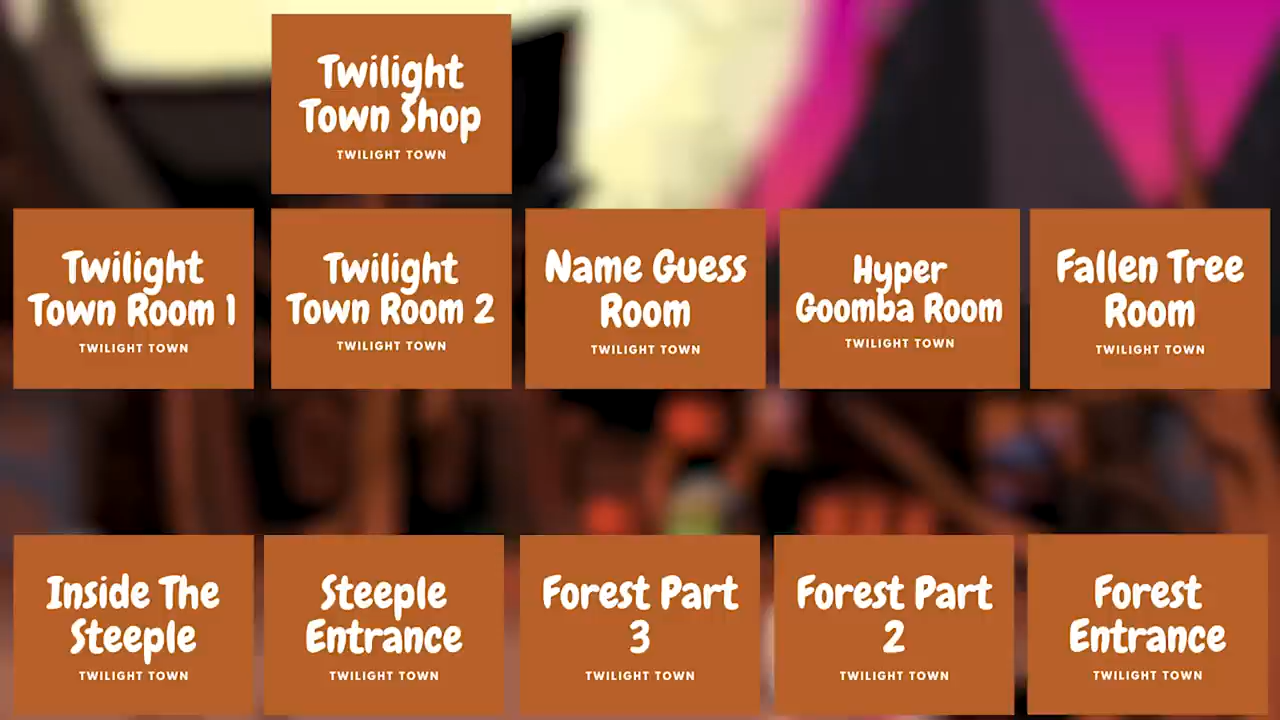 Twilight
Town Shop
TWILIGHT TOWN
Twilight
Town Room 1
TWILIGHT TOWN
Twilight
Town Room 2
TWILIGHT TOWN
Name Guess
Room
TWILIGHT TOWN
Hyper
Goomba Room
TWILIGHT TOWN
Fallen Tree
Room
TWILIGHT TOWN
Inside The
Steeple
TWILIGHT TOWN
Steeple
Entrance
TWILIGHT TOWN
Forest Part
3
TWILIGHT TOWN
Forest Part
2
TWILIGHT TOWN
Forest
Entrance
TWILIGHT TOWN